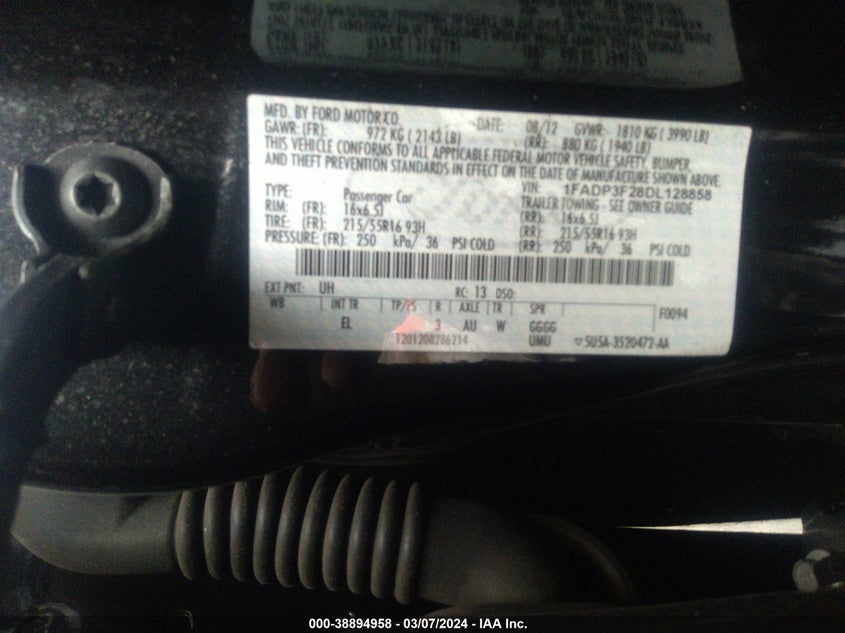 MFD. BY FORD MOTOR CO.
DATE: 08/12 GVWR: 1810 KG ( 3990 LB)
GAWR: (FR): 972 KG ( 2143 LB) (RR): 880 KG ( 1940 LB)
THIS VEHICLE CONFORMS TO ALL APPLICABLE FEDERAL MOTOR VEHICLE SAFETY, BUMPER,
AND THEFT PREVENTION STANDARDS IN EFFECT ON THE DATE OF MANUFACTURE SHOWN ABOVE.
VIN: 1FADP3F28DL128858
TYPE: Passenger Car TRAILER TOWING - SEE OWNER GUIDE
RIM: (FR): 16x6.5J (RR): 16x6.5J
TIRE: (FR): 215/55R16 93H (RR): 215/55R16 93H
PRESSURE: (FR): 250 kPa/ 36 PSI COLD (RR): 250 kPa/ 36 PSI COLD
EXT PNT: UH RC: 13 DSO:
WB INT TR TP/PS R AXLE TR SPR F0094
EL 3 AU W GGGG
1201208286214 UMU ▽5U5A-3520472-AA
000-38894958 - 03/07/2024 - IAA Inc.